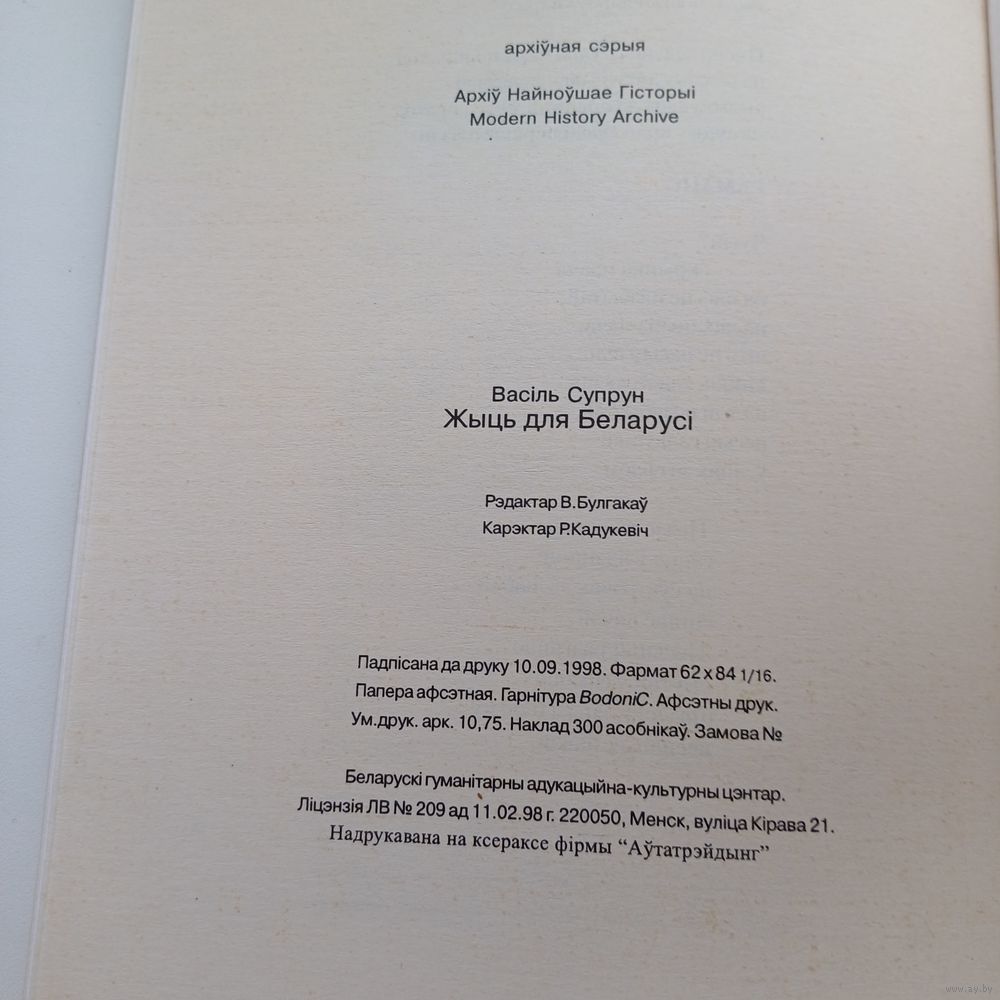 архіўная сэрыя
Архіў Найноўшае Гісторыі
Modern History Archive
Васіль Супрун
Жыць для Беларусі
Рэдактар В.Булгакаў
Карэктар Р.Кадукевіч
Падпісана да друку 10.09.1998. Фармат 62 х 84 1/16.
Папера афсэтная. Гарнітура BodoniC. Афсэтны друк.
Ум.друк. арк. 10,75. Наклад 300 асобнікаў. Замова №
Беларускі гуманітарны адукацыйна-культурны цэнтар.
Ліцэнзія ЛВ № 209 ад 11.02.98 г. 220050, Менск, вуліца Кірава 21.
Надрукавана на ксераксе фірмы “Аўтатрэйдынг”
www.ay.by